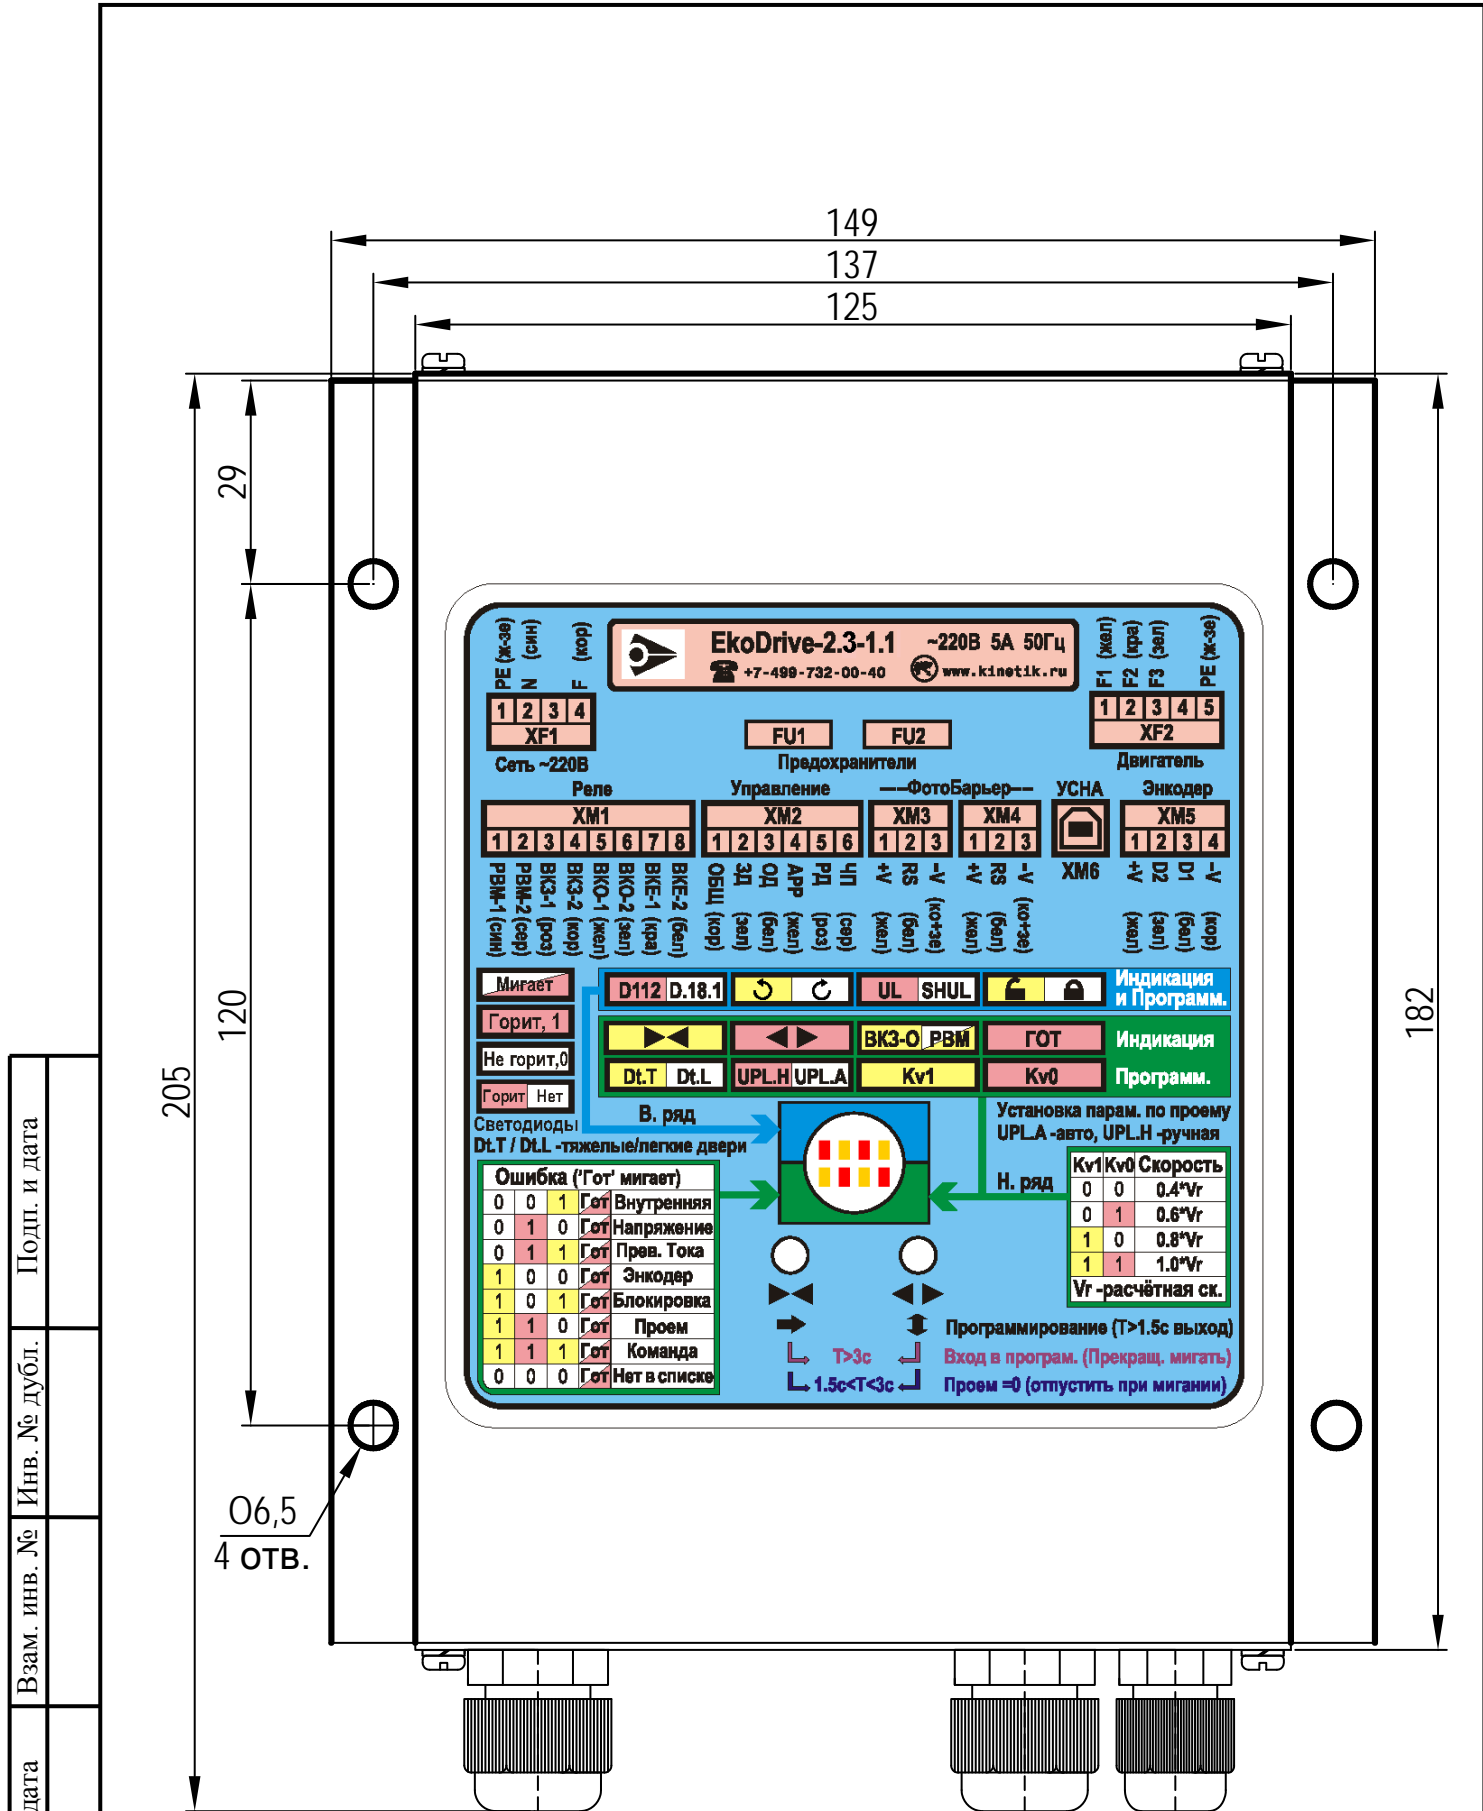 149
137
125
29
120
205
182
O6,5
4 отв.
EkoDrive-2.3-1.1 ~220В 5А 50Гц
+7-499-732-00-40 www.kinetik.ru
PE (ж-зе)
N (син)
F (кор)
1 2 3 4
XF1
Сеть ~220В
FU1 FU2
Предохранители
F1 (жел)
F2 (кра)
F3 (зел)
PE (ж-зе)
1 2 3 4 5
XF2
Двигатель
Реле
XM1
1 2 3 4 5 6 7 8
РВМ-1 (син)
РВМ-2 (сер)
ВКЗ-1 (роз)
ВКЗ-2 (кор)
ВКО-1 (жел)
ВКО-2 (зел)
ВКЕ-1 (кра)
ВКЕ-2 (бел)
Управление
XM2
1 2 3 4 5 6
ОБЩ (кор)
ЗД (зел)
ОД (бел)
АРР (жел)
РД (роз)
ЧП (сер)
----ФотоБарьер----
XM3
1 2 3
+V (жел)
RS (бел)
-V (ко+зе)
XM4
1 2 3
+V (жел)
RS (бел)
-V (ко+зе)
УСНА
XM6
Энкодер
XM5
1 2 3 4
+V (жел)
D2 (зел)
D1 (бел)
-V (кор)
Мигает
Горит, 1
Не горит,0
Горит Нет
Светодиоды
D112 D.18.1 UL SHUL Индикация и Программ.
ВКЗ-О РВМ ГОТ Индикация
Dt.T Dt.L UPL.H UPL.A Kv1 Kv0 Программ.
В. ряд
Dt.T / Dt.L -тяжелые/легкие двери
Установка парам. по проему
UPL.A -авто, UPL.H -ручная
Н. ряд
Ошибка ('Гот' мигает)
0 0 1 Гот Внутренняя
0 1 0 Гот Напряжение
0 1 1 Гот Прев. Тока
1 0 0 Гот Энкодер
1 0 1 Гот Блокировка
1 1 0 Гот Проем
1 1 1 Гот Команда
0 0 0 Гот Нет в списке
Kv1 Kv0 Скорость
0 0 0.4*Vr
0 1 0.6*Vr
1 0 0.8*Vr
1 1 1.0*Vr
Vr -расчётная ск.
Программирование (T>1.5с выход)
T>3с Вход в програм. (Прекращ. мигать)
1.5с<T<3с Проем =0 (отпустить при мигании)
Подп. и дата
Инв. № дубл.
Взам. инв. №
дата